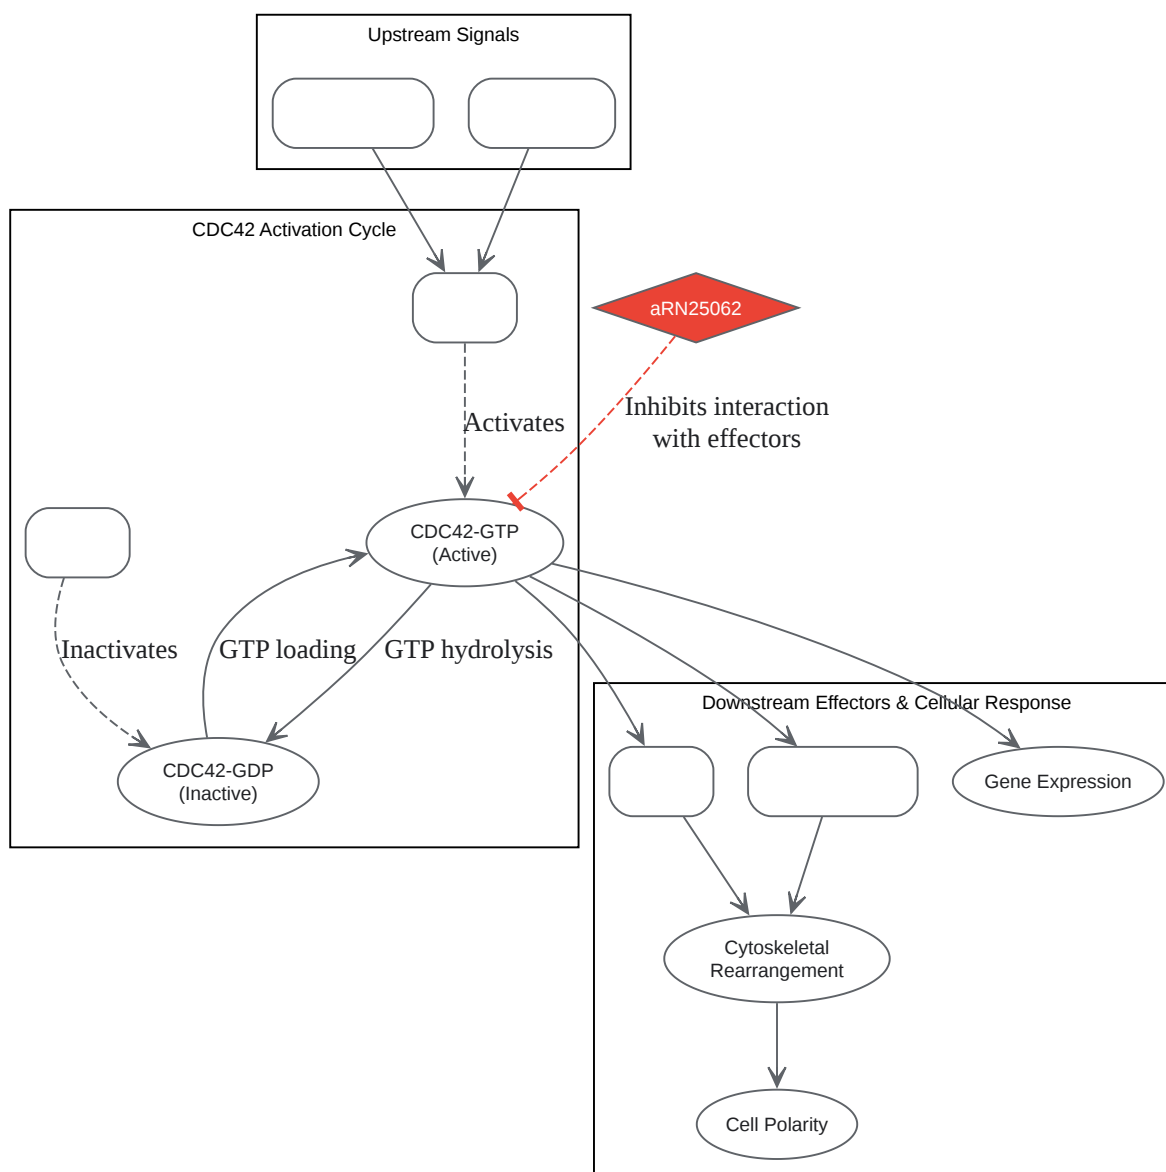 Upstream Signals
CDC42 Activation Cycle
aRN25062
Activates
Inhibits interaction
with effectors
CDC42-GTP
(Active)
Inactivates
GTP loading
GTP hydrolysis
Downstream Effectors & Cellular Response
CDC42-GDP
(Inactive)
Gene Expression
Cytoskeletal
Rearrangement
Cell Polarity